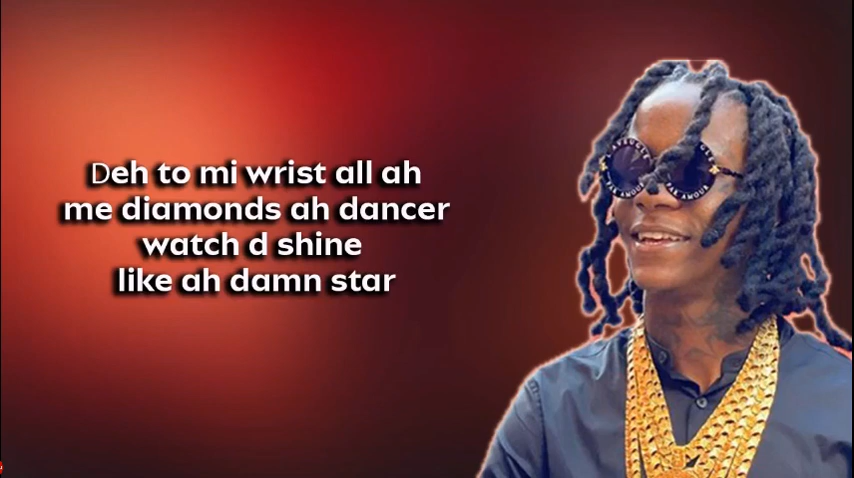 Deh to mi wrist all ah
me diamonds ah dancer
watch d shine
like ah damn star